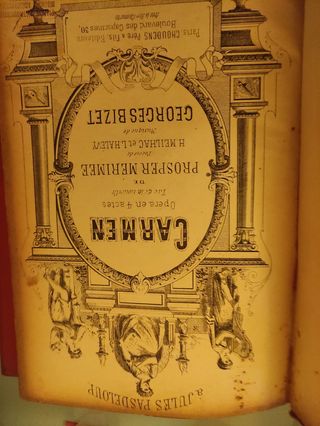 à JULES PASDELOUP
CARMEN
Opéra en 4 actes
Tiré de la nouvelle
DE
PROSPER MÉRIMÉE
Poème de
H. MEILHAC et L. HALÉVY
Musique de
GEORGES BIZET
Paris, CHOUDENS Père & Fils, Éditeurs
Boulevard des Capucines, 30,